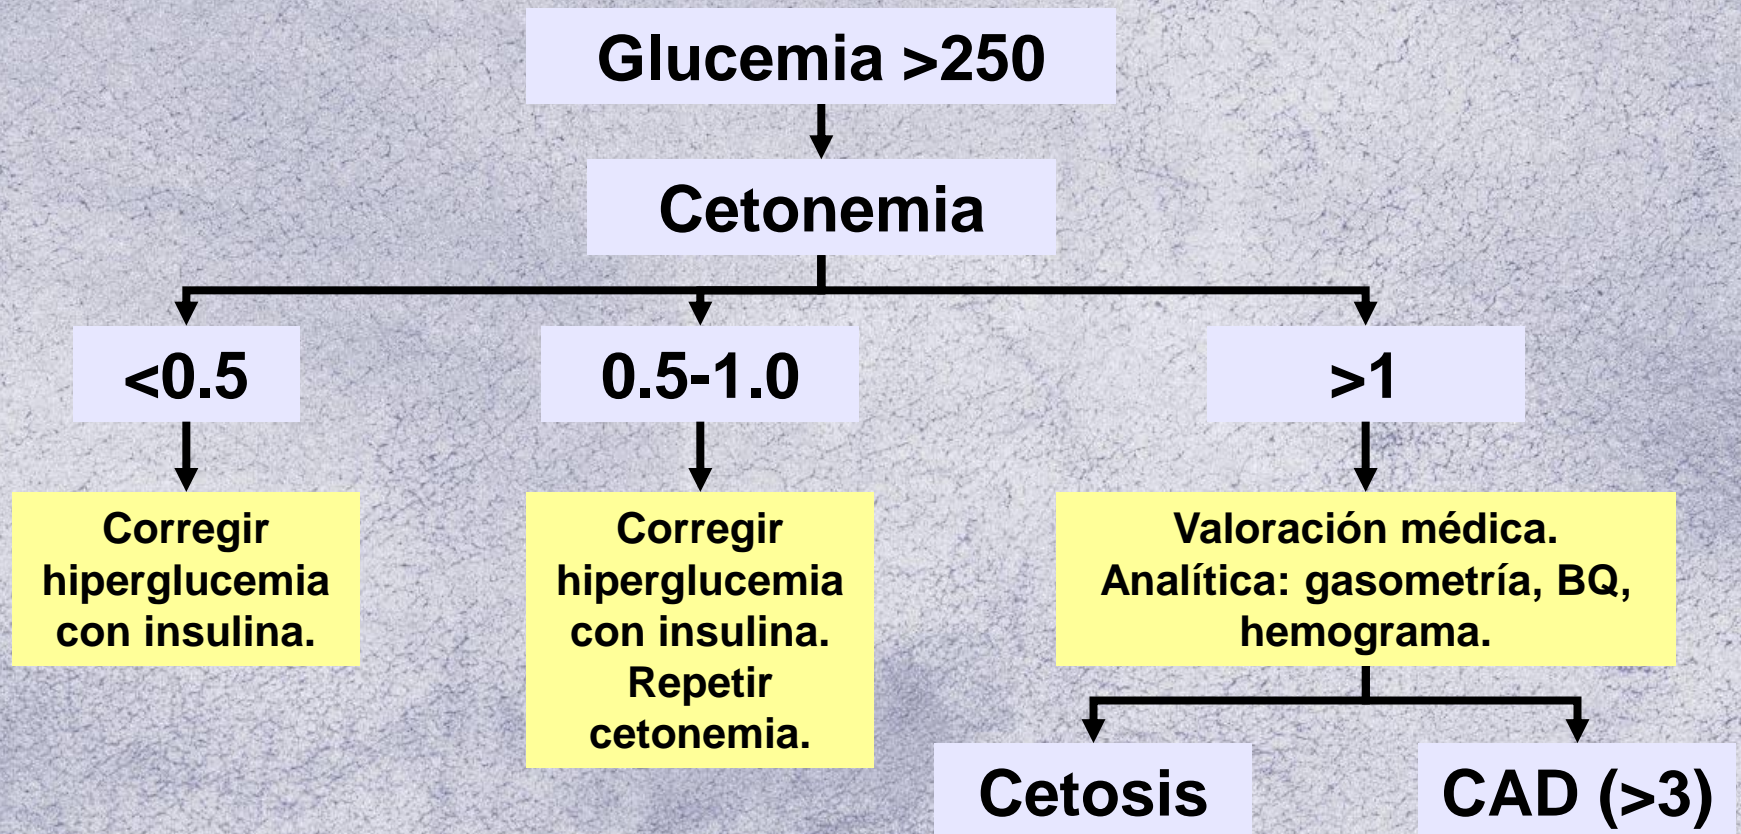 Glucemia >250
Cetonemia
<0.5
0.5-1.0
>1
Corregir
hiperglucemia
con insulina.
Corregir
hiperglucemia
con insulina.
Repetir
cetonemia.
Valoración médica.
Analítica: gasometría, BQ,
hemograma.
Cetosis
CAD (>3)